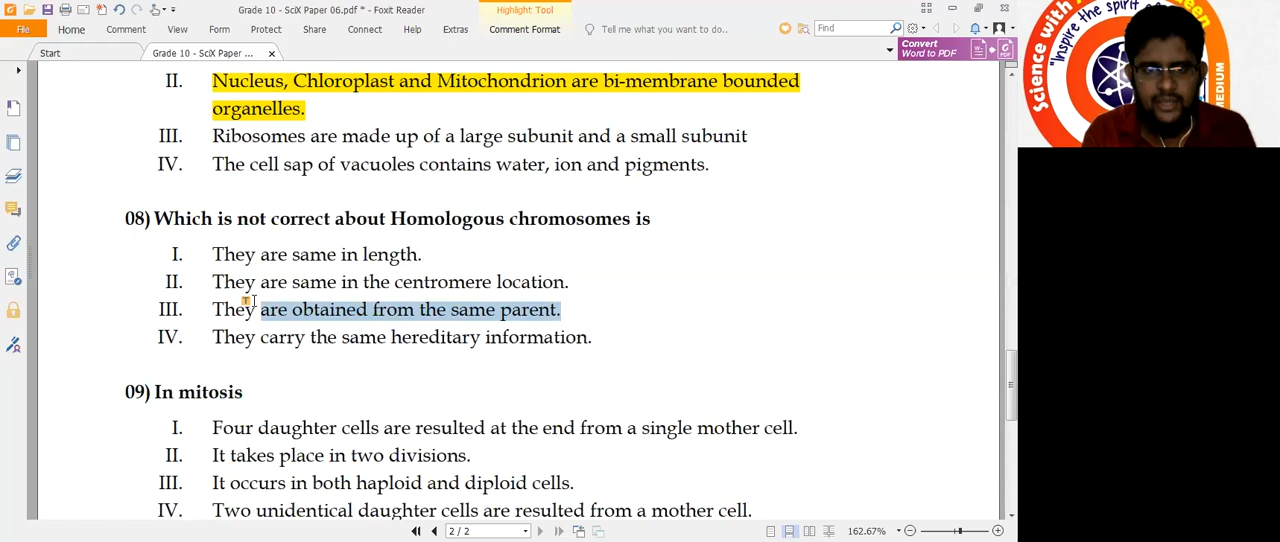 Grade 10 - SciX Paper 06.pdf * - Foxit Reader
Highlight Tool
File
Home
Comment
View
Form
Protect
Share
Connect
Help
Extras
Comment Format
Tell me what you want to do..
Find
Start
Grade 10 - SciX Paper ...
Convert
Word to PDF
II. Nucleus, Chloroplast and Mitochondrion are bi-membrane bounded
organelles.
III. Ribosomes are made up of a large subunit and a small subunit
IV. The cell sap of vacuoles contains water, ion and pigments.
08) Which is not correct about Homologous chromosomes is
I. They are same in length.
II. They are same in the centromere location.
III. They are obtained from the same parent.
IV. They carry the same hereditary information.
09) In mitosis
I. Four daughter cells are resulted at the end from a single mother cell.
II. It takes place in two divisions.
III. It occurs in both haploid and diploid cells.
IV. Two unidentical daughter cells are resulted from a mother cell.
2 / 2
162.67%
Science with
"Inspire the spirit of
MEDIUM